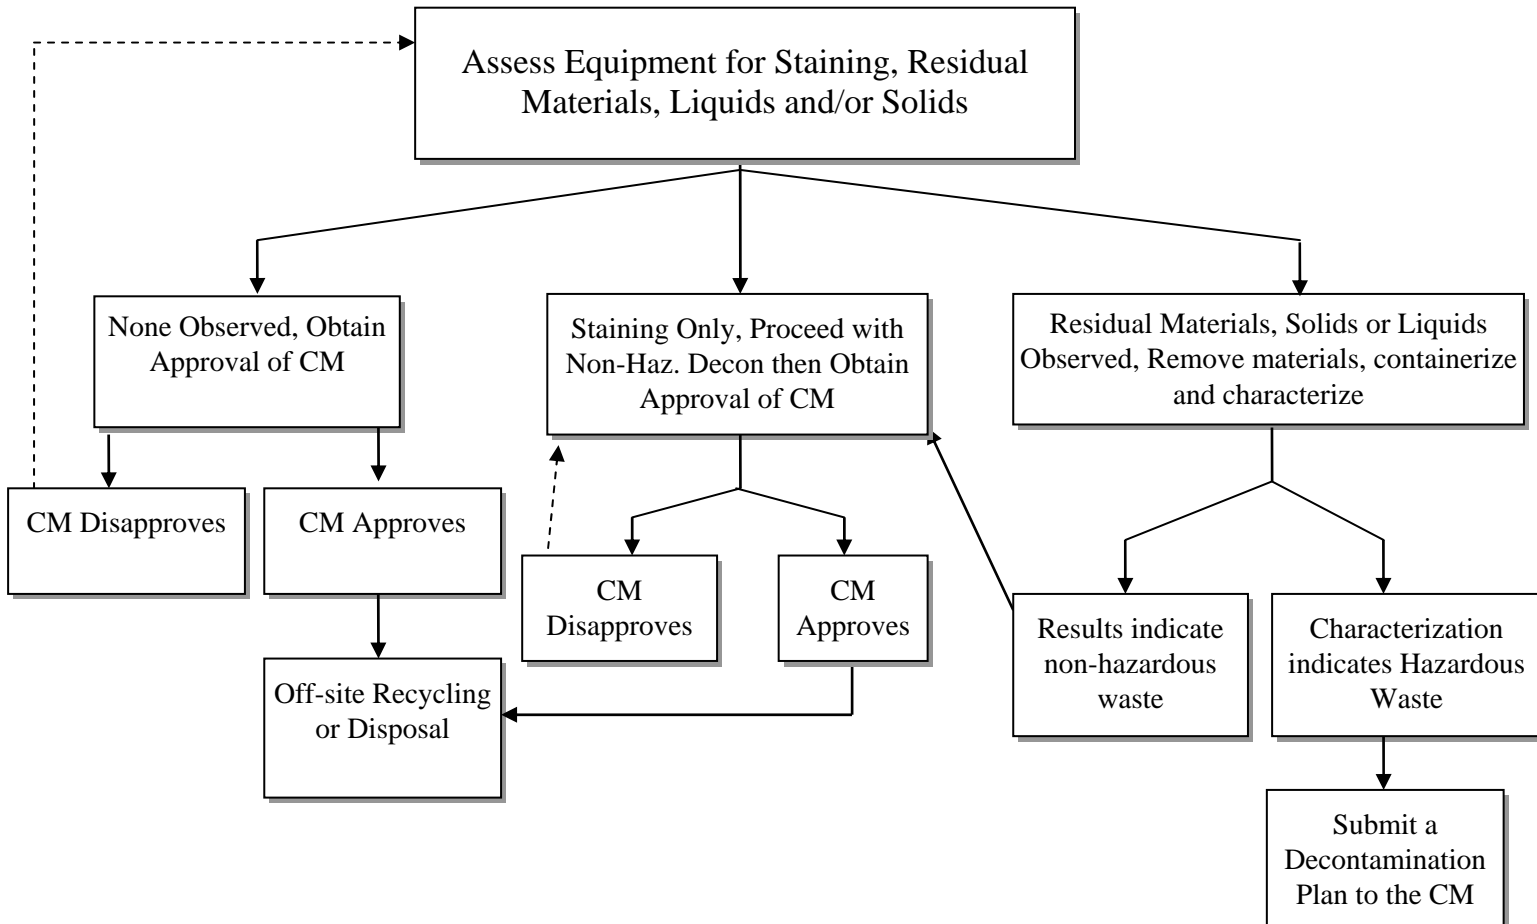 Assess Equipment for Staining, Residual
Materials, Liquids and/or Solids
None Observed, Obtain
Approval of CM
Staining Only, Proceed with
Non-Haz. Decon then Obtain
Approval of CM
Residual Materials, Solids or Liquids
Observed, Remove materials, containerize
and characterize
CM Disapproves
CM Approves
CM
Disapproves
CM
Approves
Results indicate
non-hazardous
waste
Characterization
indicates Hazardous
Waste
Off-site Recycling
or Disposal
Submit a
Decontamination
Plan to the CM